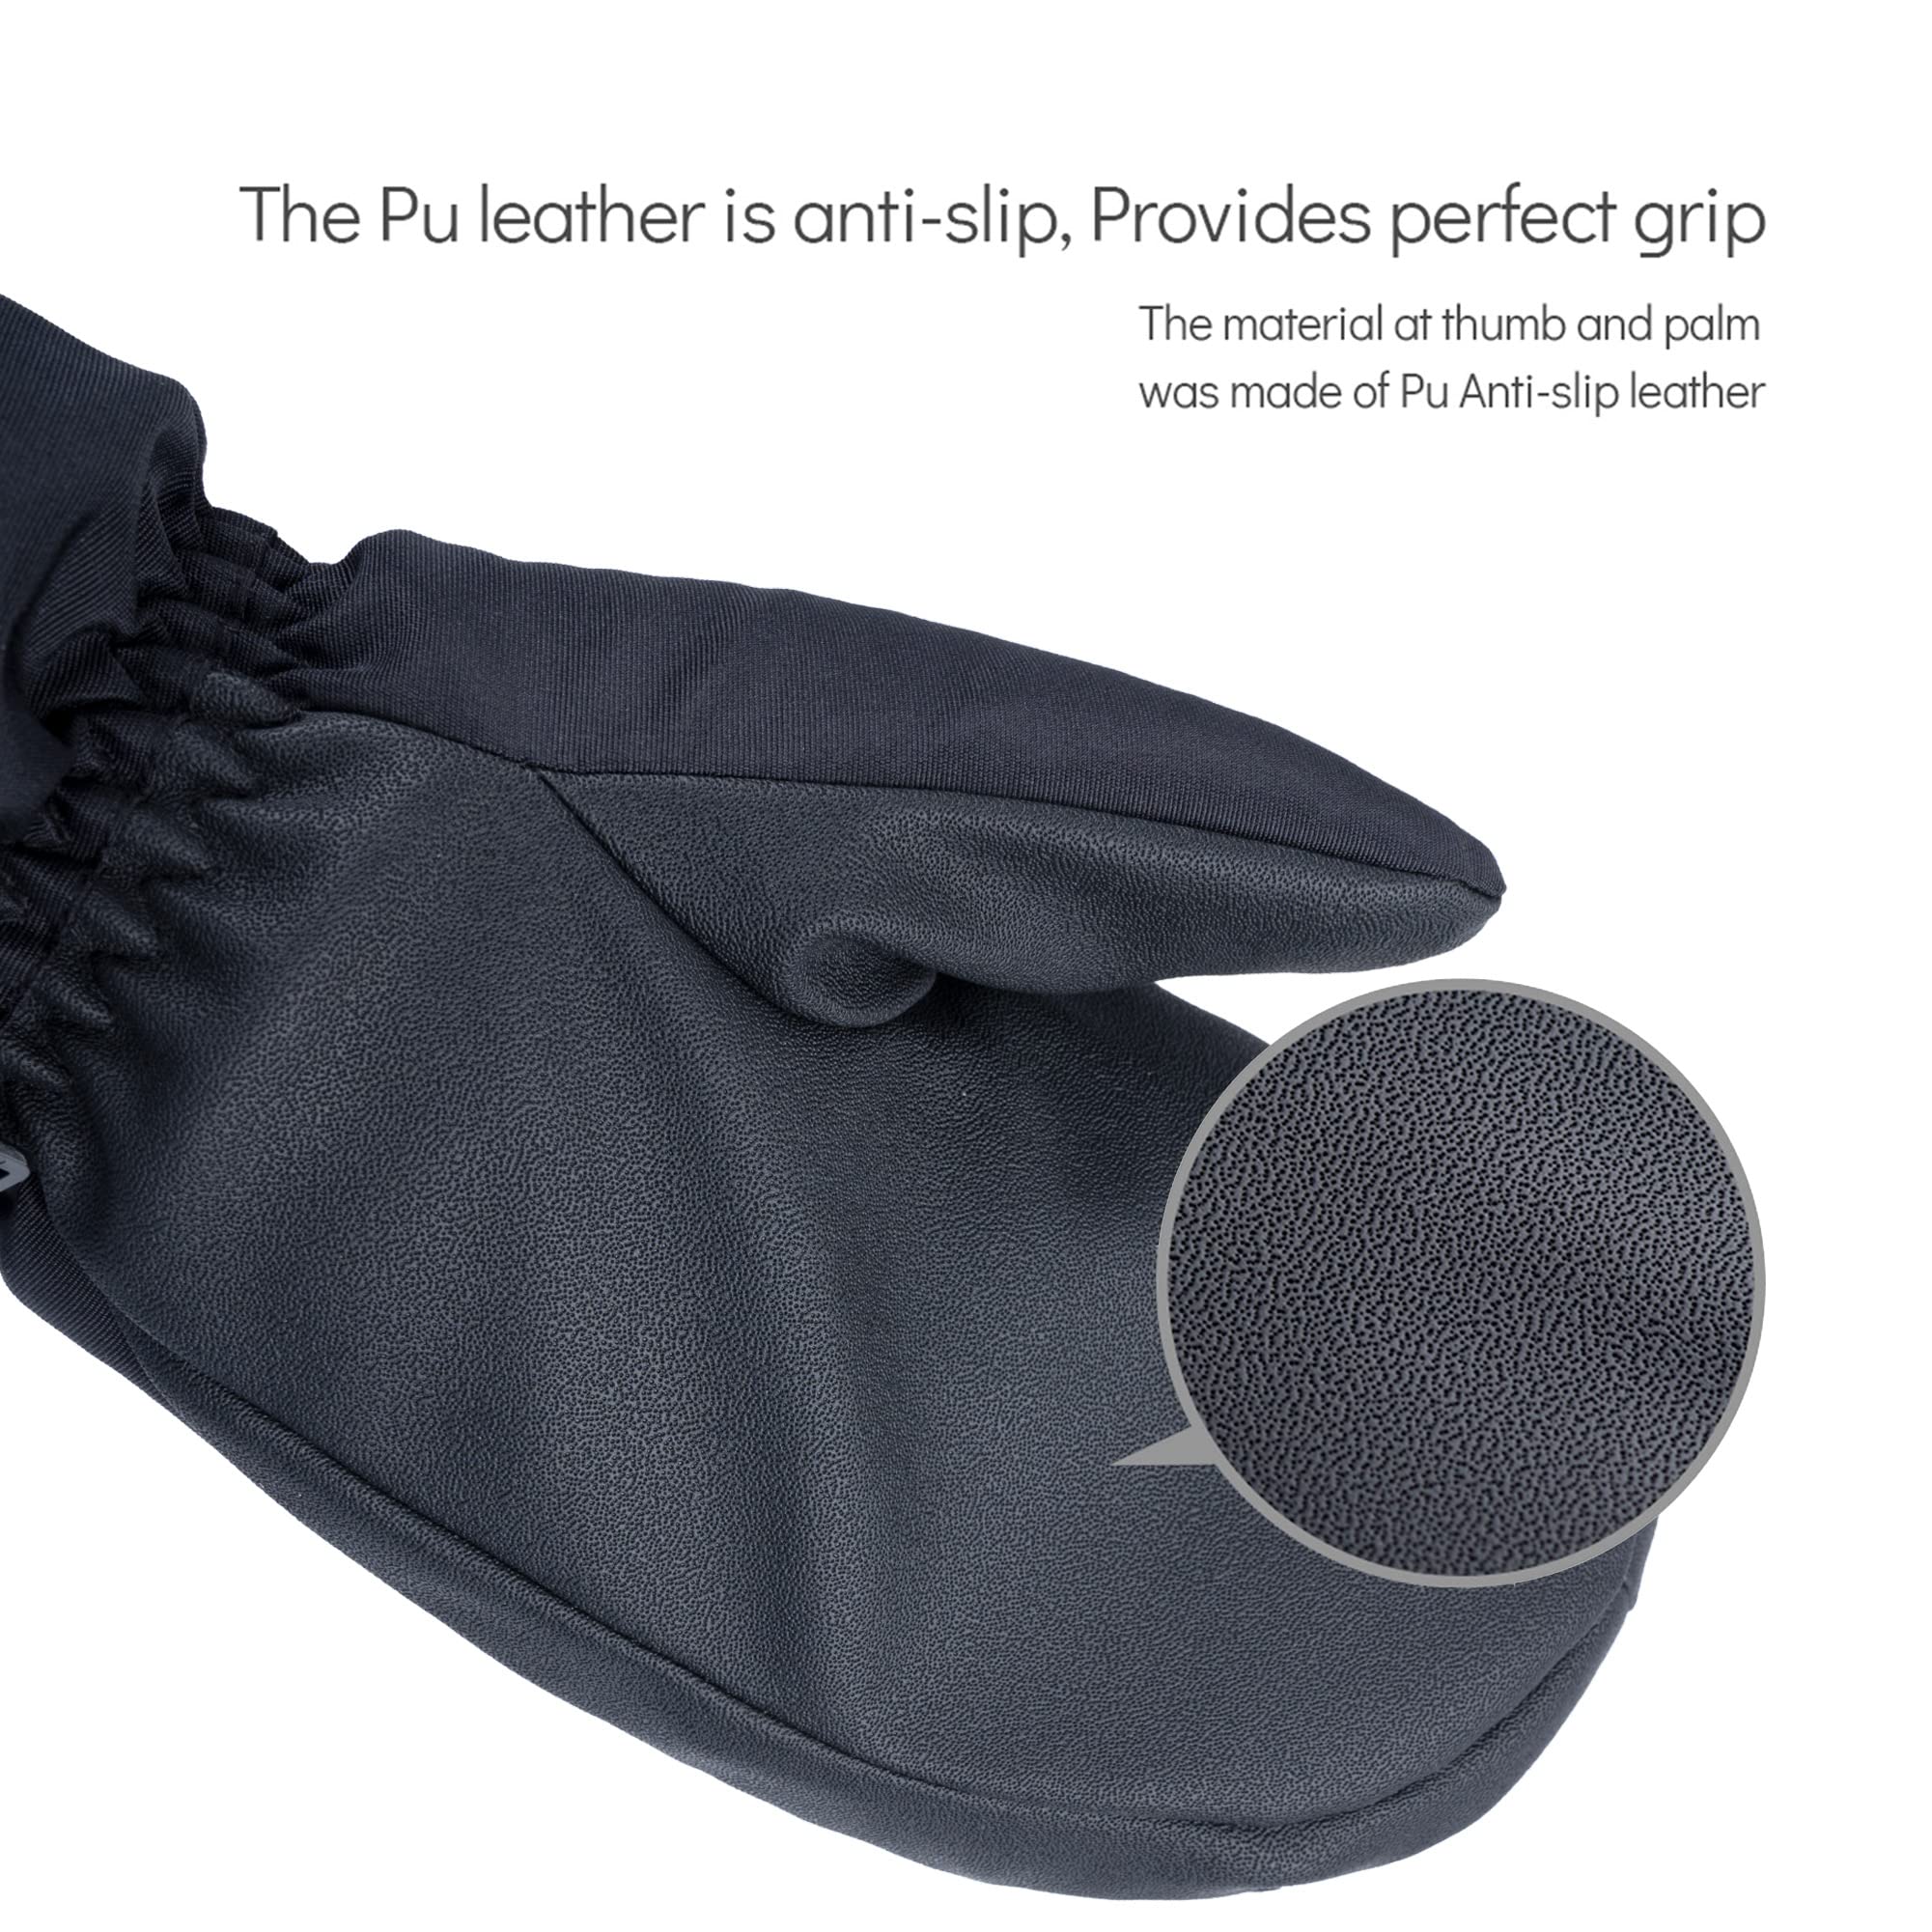 The Pu leather is anti-slip, Provides perfect grip
The material at thumb and palm
was made of Pu Anti-slip leather